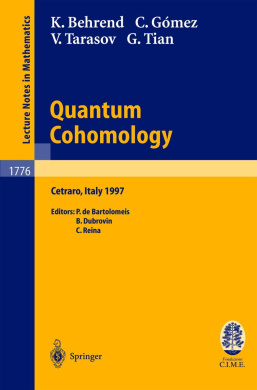 K. Behrend C. Gómez
V. Tarasov G. Tian
Lecture Notes in Mathematics
1776
Quantum
Cohomology
Cetraro, Italy 1997
Editors: P. de Bartolomeis
B. Dubrovin
C. Reina
Springer
Fondazione
C.I.M.E.